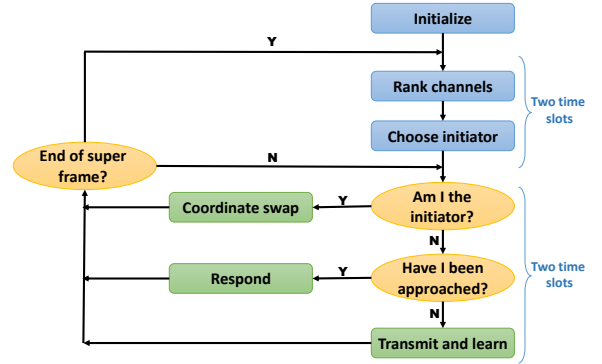 Initialize
Y
Rank channels
Two time
slots
Choose initiator
End of super
frame?
N
Am I the
initiator?
Y
Coordinate swap
N
Have I been
approached?
Y
Respond
Two time
slots
N
Transmit and learn